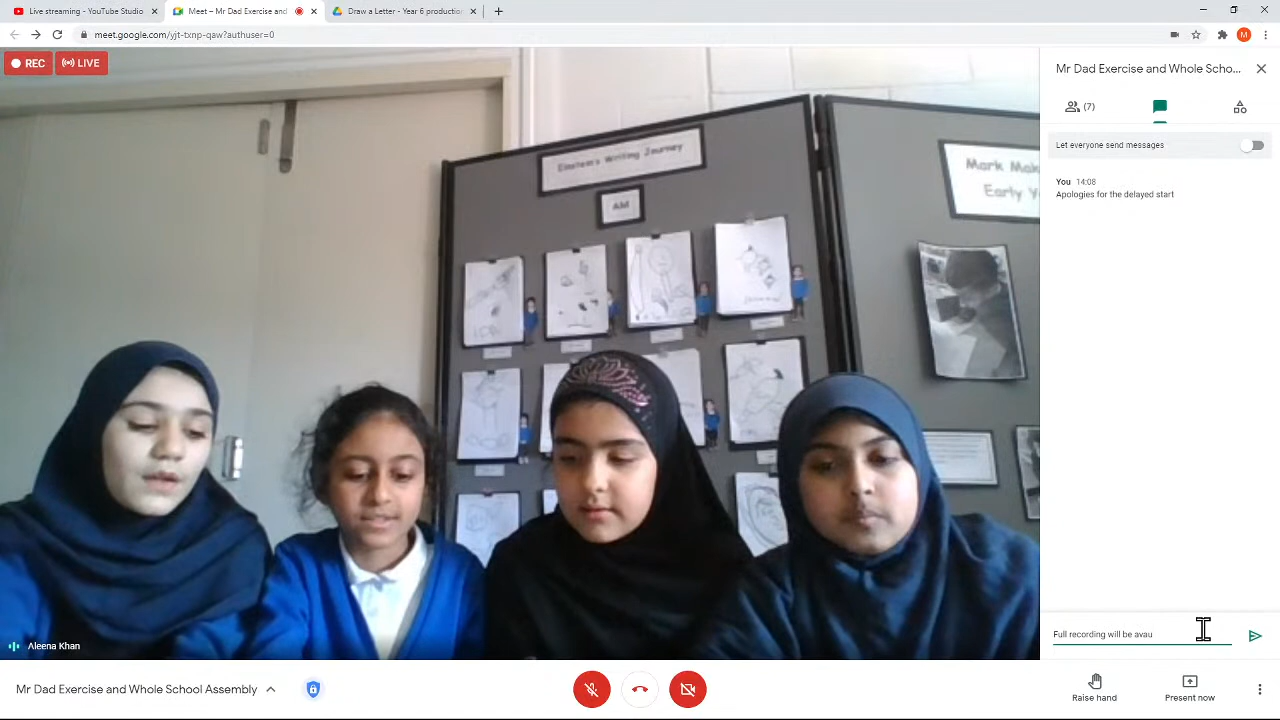 Live streaming - YouTube Studio
Meet – Mr Dad Exercise and
Draw a Letter - Year 6 productio
meet.google.com/yjt-txnp-qaw?authuser=0
M
REC
LIVE
Mr Dad Exercise and Whole Scho...
(7)
Let everyone send messages
You 14:08
Apologies for the delayed start
Einstein's Writing Journey
AM
Mark Mak
Early Y
Aleena Khan
Full recording will be avau
Mr Dad Exercise and Whole School Assembly
Raise hand
Present now